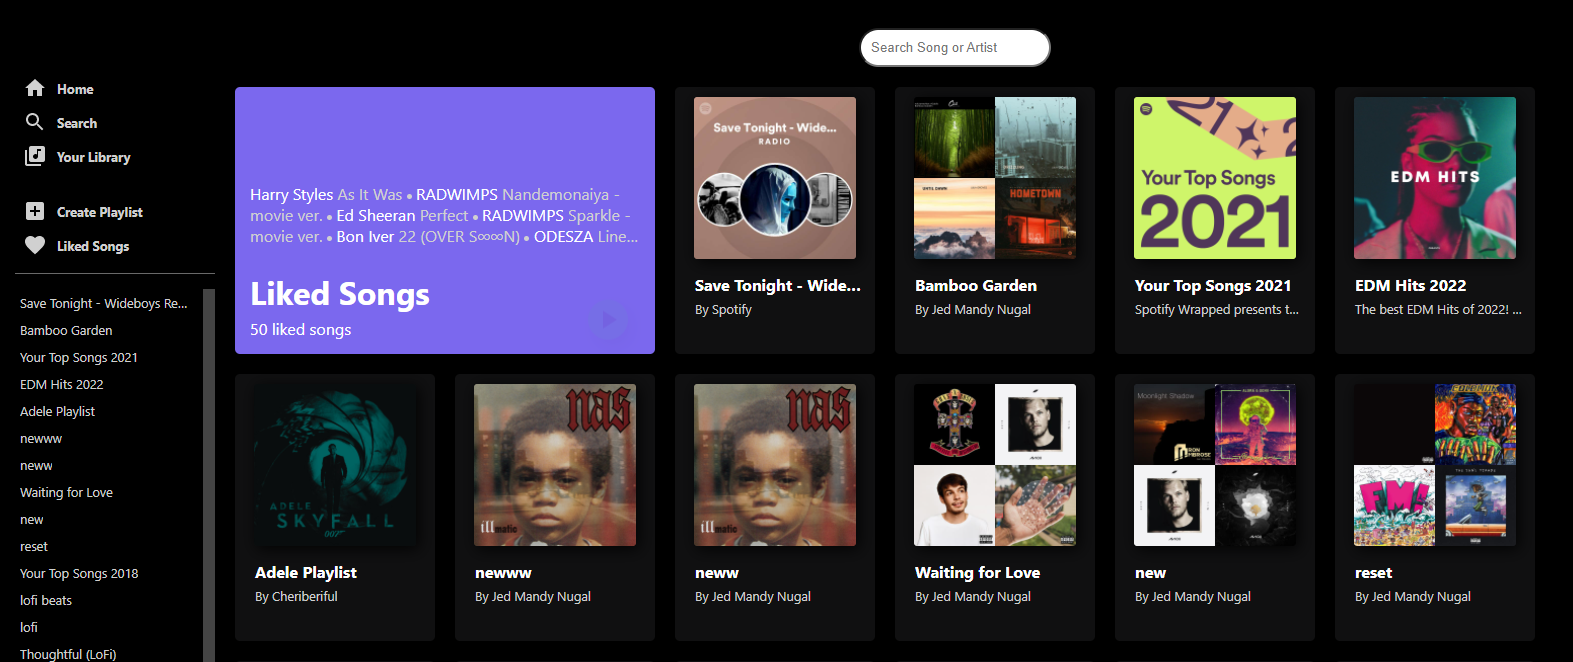 Search Song or Artist
Home
Search
Your Library
Create Playlist
Liked Songs
Save Tonight - Wideboys Re...
Bamboo Garden
Your Top Songs 2021
EDM Hits 2022
Adele Playlist
newww
neww
Waiting for Love
new
reset
Your Top Songs 2018
lofi beats
lofi
Thoughtful (LoFi)
Harry Styles As It Was • RADWIMPS Nandemonaiya -
movie ver. • Ed Sheeran Perfect • RADWIMPS Sparkle -
movie ver. • Bon Iver 22 (OVER S∞∞N) • ODESZA Line...
Liked Songs
50 liked songs
Save Tonight - Wide...
RADIO
Save Tonight - Wide...
By Spotify
HOMETOWN
Bamboo Garden
By Jed Mandy Nugal
21
Your Top Songs
2021
Your Top Songs 2021
Spotify Wrapped presents t...
EDM HITS
EDM Hits 2022
The best EDM Hits of 2022! ...
ADELE
SKYFALL
007
Adele Playlist
By Cheriberiful
nas
illmatic
newww
By Jed Mandy Nugal
nas
illmatic
neww
By Jed Mandy Nugal
Waiting for Love
By Jed Mandy Nugal
Moonlight Shadow
new
By Jed Mandy Nugal
FM!
reset
By Jed Mandy Nugal